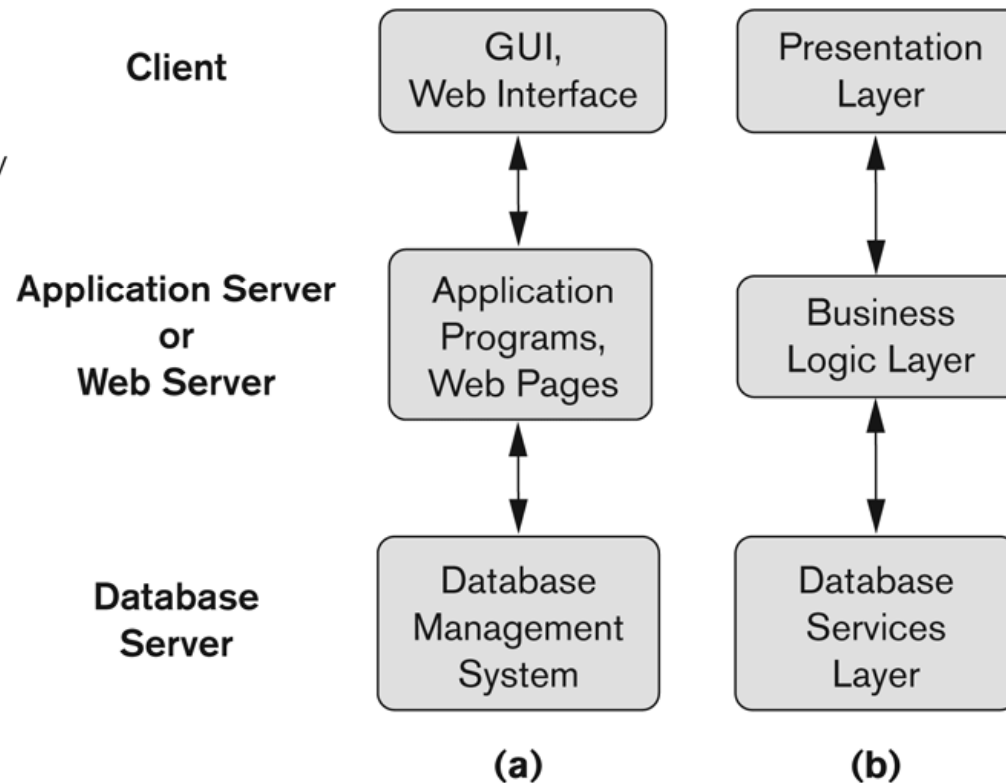 Client
GUI,
Web Interface
Presentation
Layer
/
Application Server
or
Web Server
Application
Programs,
Web Pages
Business
Logic Layer
Database
Server
Database
Management
System
Database
Services
Layer
(a)
(b)